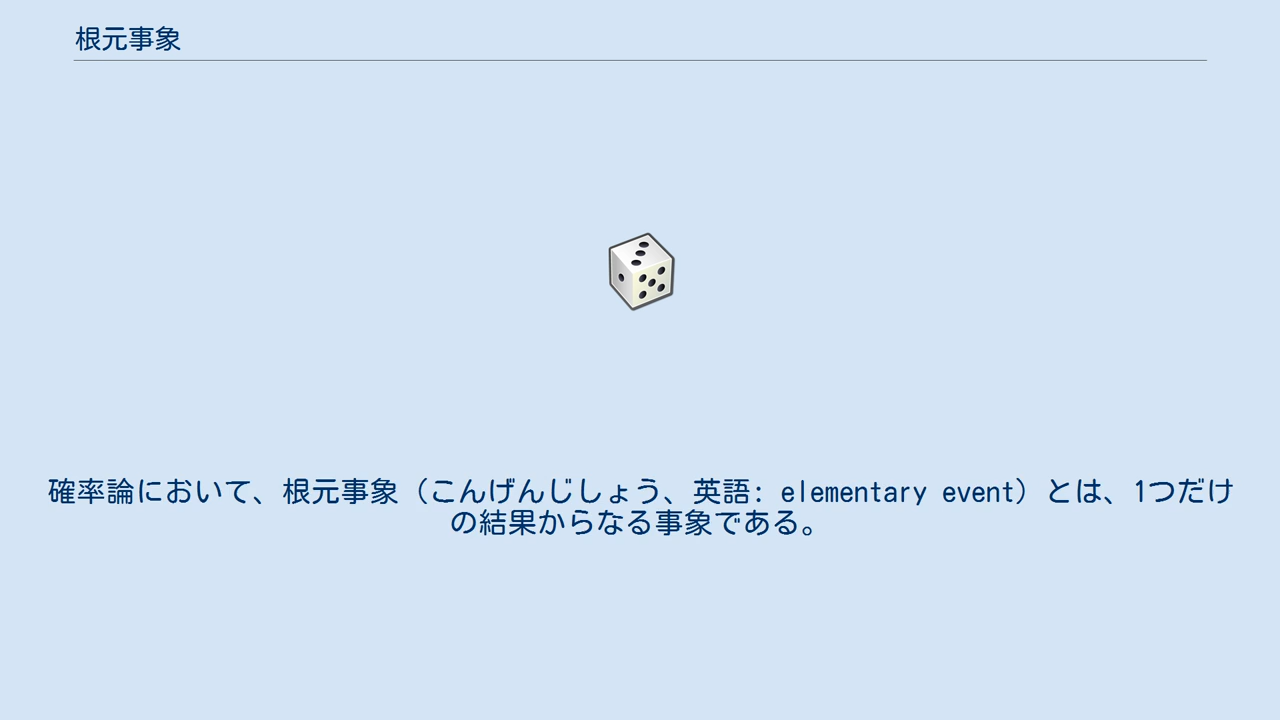 根元事象
確率論において、根元事象（こんげんじしょう、英語: elementary event）とは、1つだけ
の結果からなる事象である。